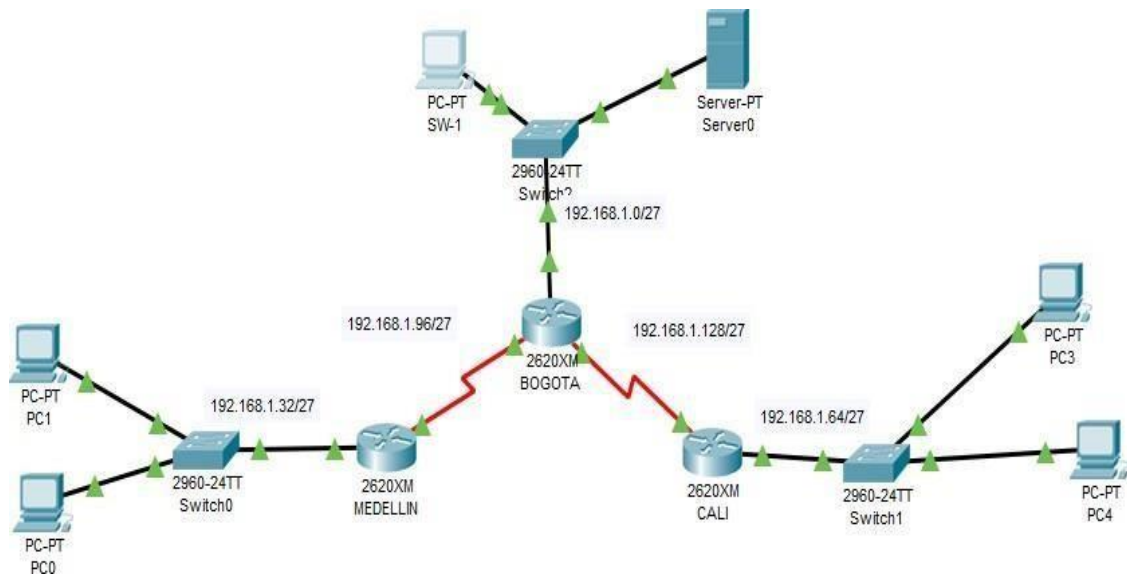 PC-PT
SW-1
Server-PT
Server0
2960-24TT
Switch2
192.168.1.0/27
192.168.1.96/27
2620XM
BOGOTA
192.168.1.128/27
PC-PT
PC3
PC-PT
PC1
192.168.1.32/27
192.168.1.64/27
2960-24TT
Switch0
2620XM
MEDELLIN
2620XM
CALI
2960-24TT
Switch1
PC-PT
PC4
PC-PT
PC0